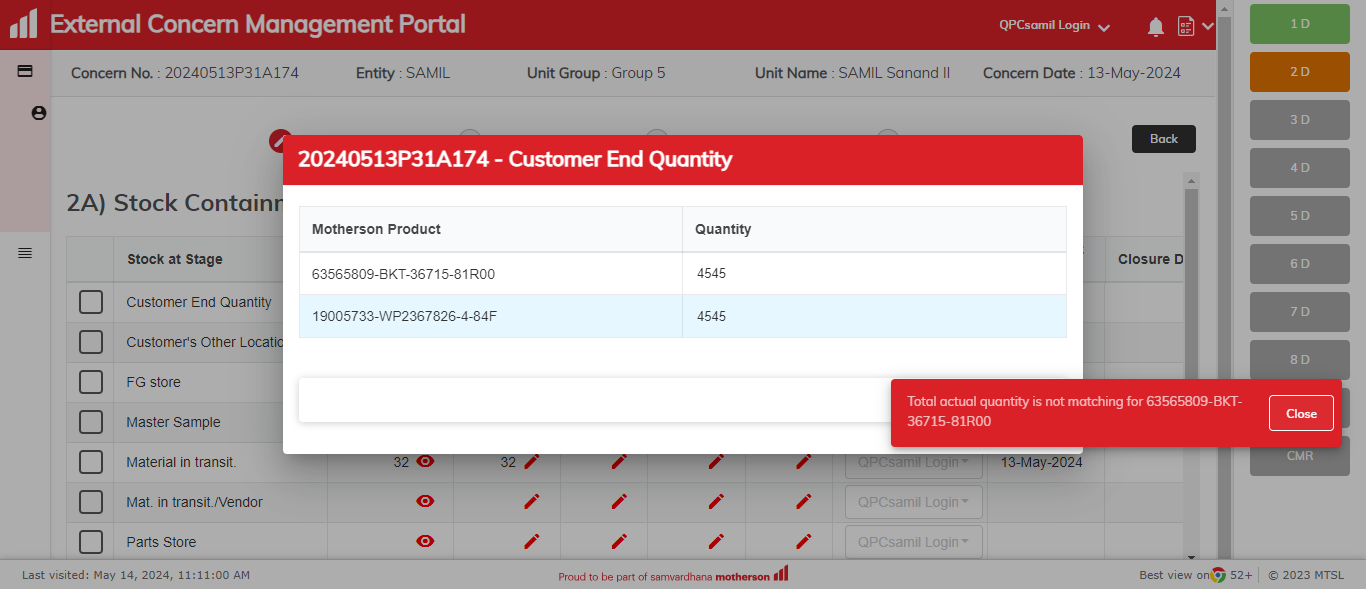 External Concern Management Portal
QPCsamil Login
1 D
Concern No. : 20240513P31A174
Entity : SAMIL
Unit Group : Group 5
Unit Name : SAMIL Sanand II
Concern Date : 13-May-2024
2 D
3 D
Back
20240513P31A174 - Customer End Quantity
4 D
2A) Stock Contain
5 D
Motherson Product
Quantity
Stock at Stage
Closure D
6 D
63565809-BKT-36715-81R00
4545
Customer End Quantity
19005733-WP2367826-4-84F
4545
7 D
Customer's Other Locatio
8 D
FG store
Total actual quantity is not matching for 63565809-BKT-
36715-81R00
Close
Master Sample
Material in transit.
32
32
QPCsamil Login
13-May-2024
CMR
Mat. in transit./Vendor
QPCsamil Login
Parts Store
QPCsamil Login
Last visited: May 14, 2024, 11:11:00 AM
Proud to be part of samvardhana motherson
Best view on 52+
© 2023 MTSL